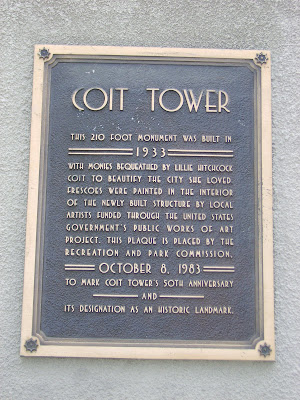 COIT TOWER
THIS 210 FOOT MONUMENT WAS BUILT IN
1933
WITH MONIES BEQUEATHED BY LILLIE HITCHCOCK
COIT TO BEAUTIFY THE CITY SHE LOVED.
FRESCOES WERE PAINTED IN THE INTERIOR
OF THE NEWLY BUILT STRUCTURE BY LOCAL
ARTISTS FUNDED THROUGH THE UNITED STATES
GOVERNMENT'S PUBLIC WORKS OF ART
PROJECT. THIS PLAQUE IS PLACED BY THE
RECREATION AND PARK COMMISSION,
OCTOBER 8, 1983
TO MARK COIT TOWER'S 50TH ANNIVERSARY
AND
ITS DESIGNATION AS AN HISTORIC LANDMARK.